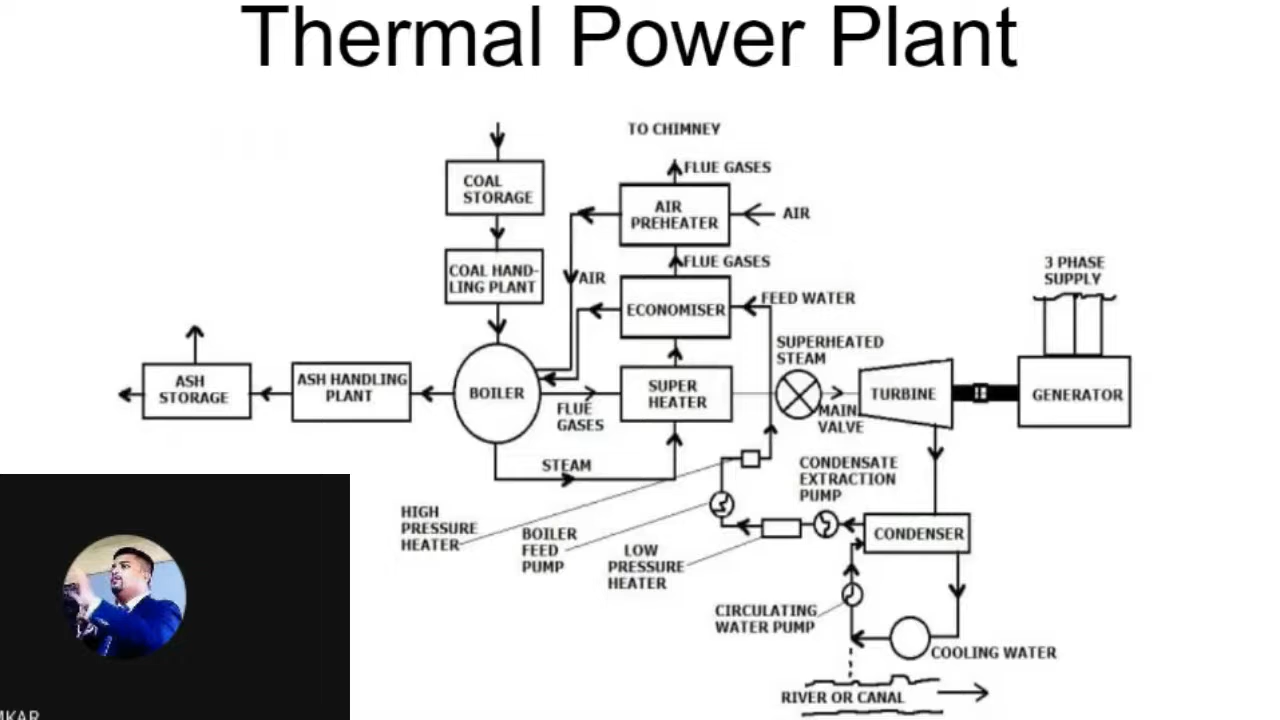 Thermal Power Plant
TO CHIMNEY
FLUE GASES
COAL
STORAGE
AIR
PREHEATER
AIR
COAL HAND-
LING PLANT
AIR
FLUE GASES
ECONOMISER
FEED WATER
3 PHASE
SUPPLY
SUPERHEATED
STEAM
ASH
STORAGE
ASH HANDLING
PLANT
BOILER
FLUE
GASES
SUPER
HEATER
MAIN
VALVE
TURBINE
GENERATOR
STEAM
HIGH
PRESSURE
HEATER
BOILER
FEED
PUMP
LOW
PRESSURE
HEATER
CONDENSATE
EXTRACTION
PUMP
CONDENSER
CIRCULATING
WATER PUMP
COOLING WATER
RIVER OR CANAL